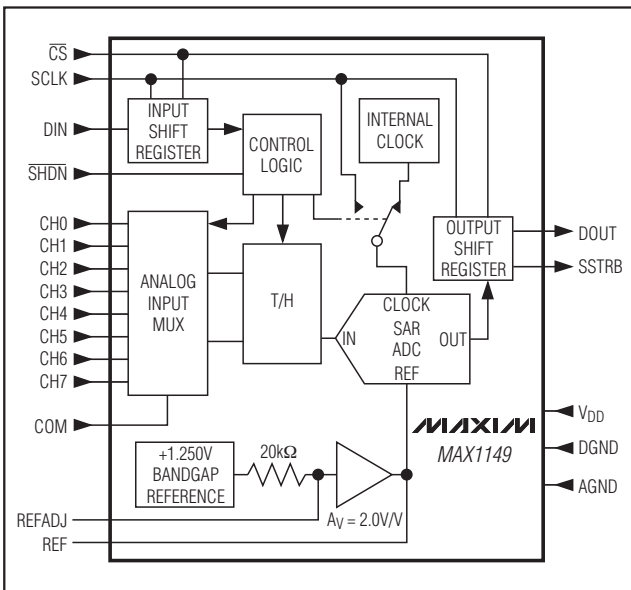 CS
SCLK
DIN
SHDN
CH0
CH1
CH2
CH3
CH4
CH5
CH6
CH7
COM
REFADJ
REF
INPUT
SHIFT
REGISTER
CONTROL
LOGIC
INTERNAL
CLOCK
ANALOG
INPUT
MUX
T/H
CLOCK
IN
SAR
ADC
OUT
REF
OUTPUT
SHIFT
REGISTER
+1.250V
BANDGAP
REFERENCE
20kΩ
AV = 2.0V/V
MAXIM
MAX1149
DOUT
SSTRB
VDD
DGND
AGND